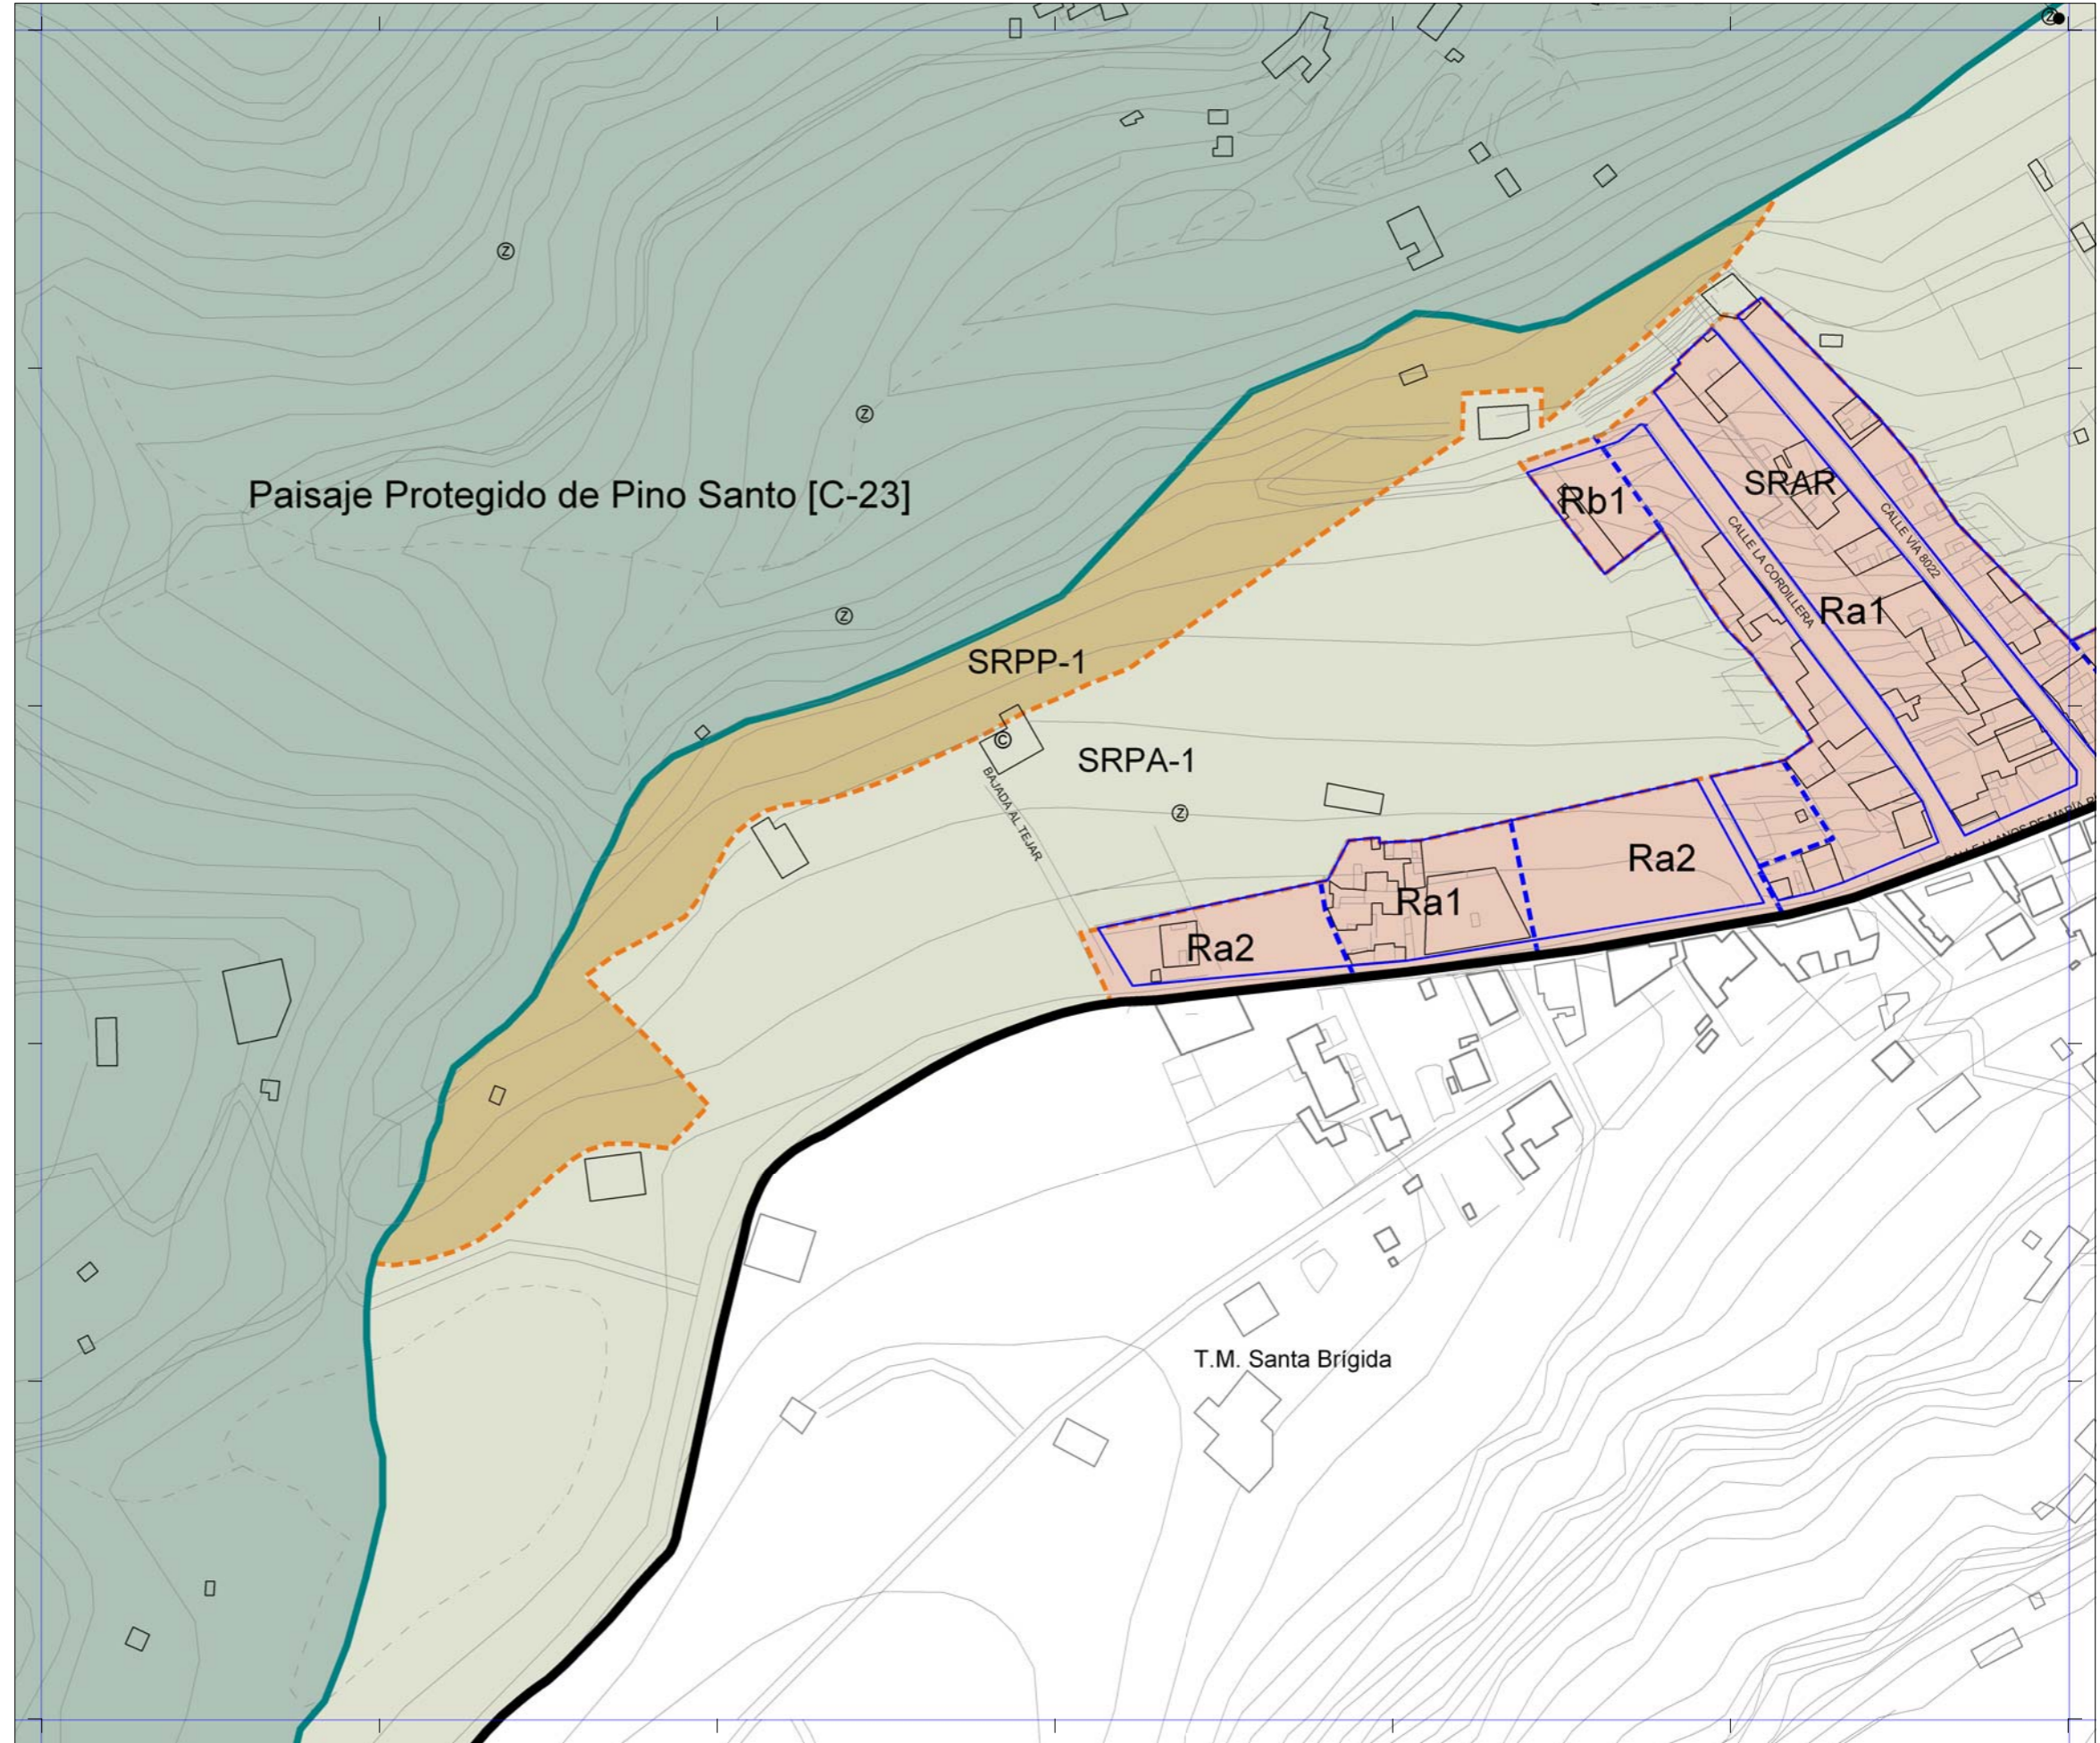 Z
Z
Z
Paisaje Protegido de Pino Santo [C-23]
SRAR
Rb1
CALLE VÍA 8022
CALLE LA CORDILLERA
Ra1
Z
SRPP-1
C
SRPA-1
BAJADA AL TEJAR
Z
Ra2
Ra1
Ra2
T.M. Santa Brígida